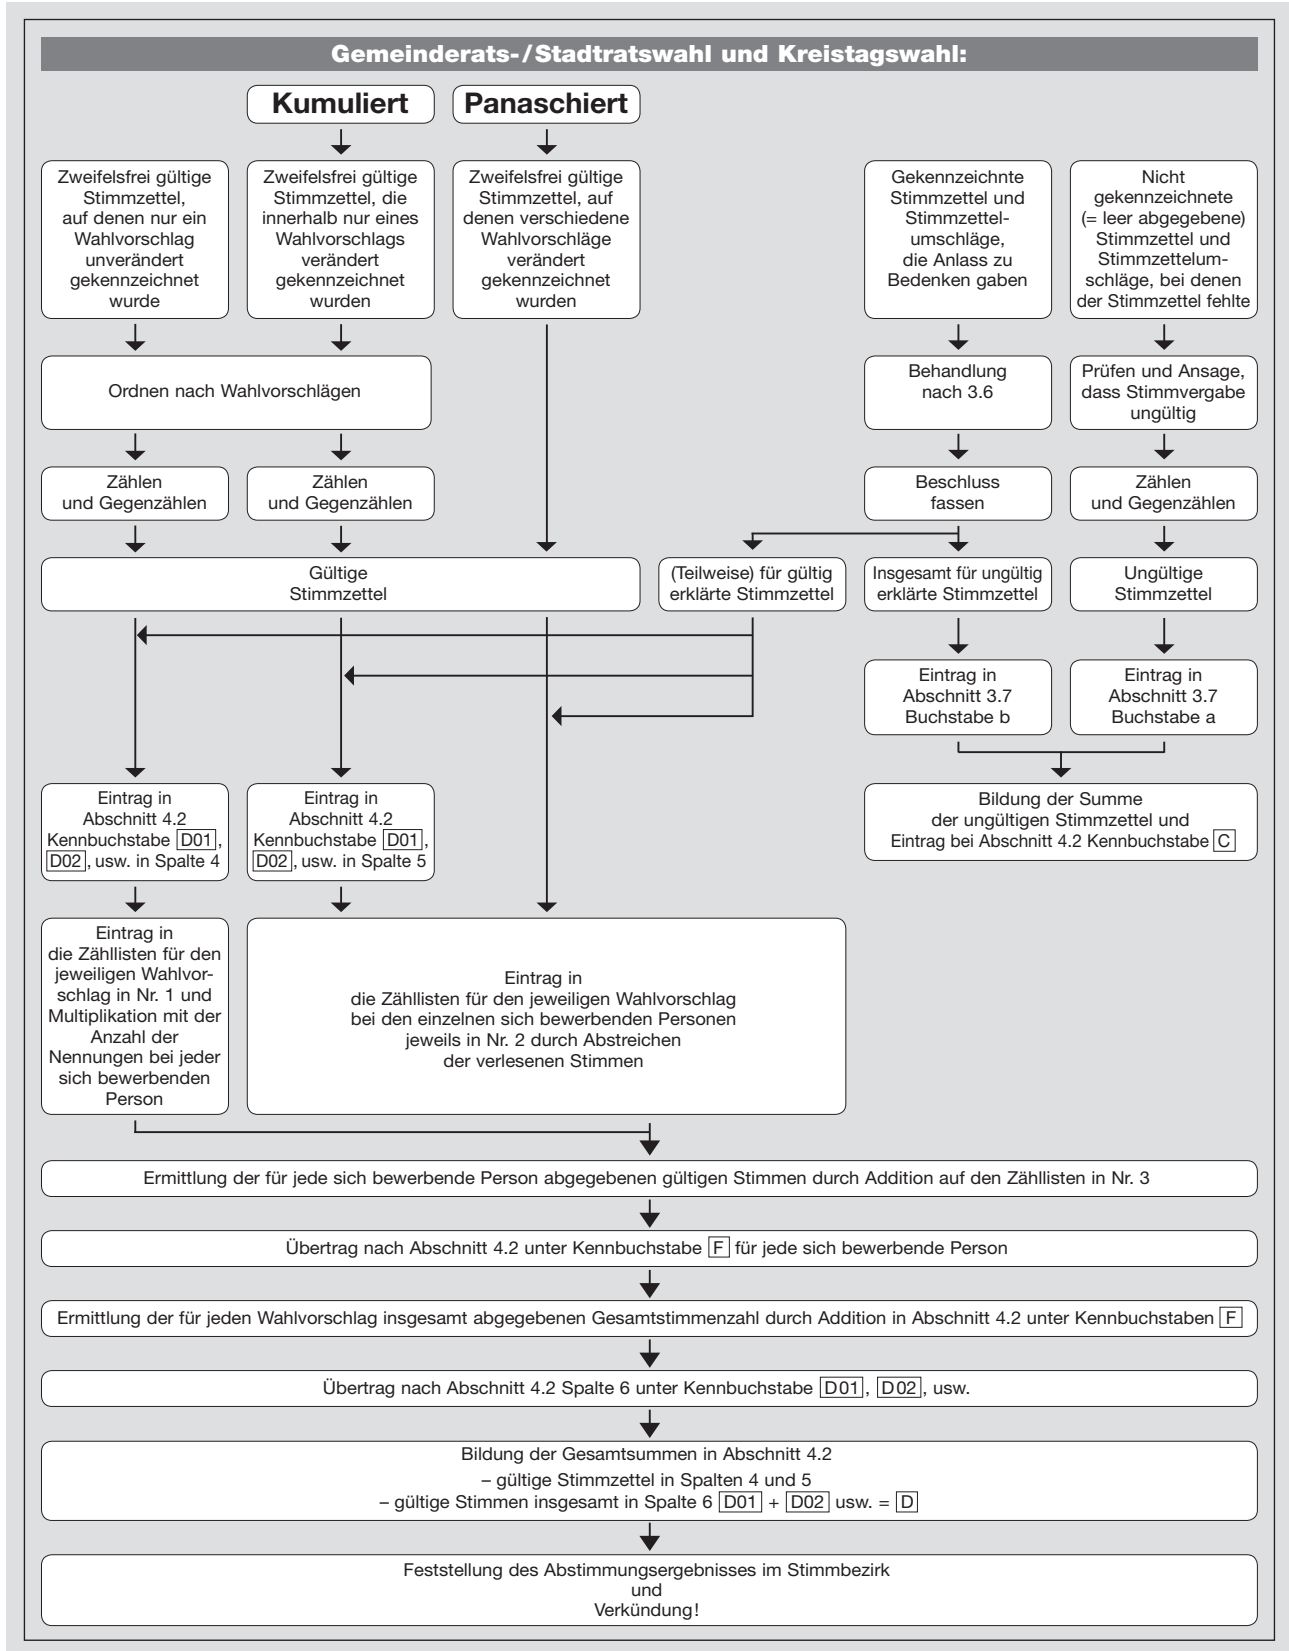 Gemeinderats-/Stadtratswahl und Kreistagswahl:
Kumuliert
Panaschiert
Zweifelsfrei gültige
Stimmzettel,
auf denen nur ein
Wahlvorschlag
unverändert
gekennzeichnet
wurde
Zweifelsfrei gültige
Stimmzettel, die
innerhalb nur eines
Wahlvorschlags
verändert
gekennzeichnet
wurden
Zweifelsfrei gültige
Stimmzettel, auf
denen verschiedene
Wahlvorschläge
verändert
gekennzeichnet
wurden
Gekennzeichnte
Stimmzettel und
Stimmzettel-
umschläge,
die Anlass zu
Bedenken gaben
Nicht
gekennzeichnete
(= leer abgegebene)
Stimmzettel und
Stimmzettelum-
schläge, bei denen
der Stimmzettel fehlte
Ordnen nach Wahlvorschlägen
Behandlung
nach 3.6
Prüfen und Ansage,
dass Stimmvergabe
ungültig
Zählen
und Gegenzählen
Zählen
und Gegenzählen
Beschluss
fassen
Zählen
und Gegenzählen
Gültige
Stimmzettel
(Teilweise) für gültig
erklärte Stimmzettel
Insgesamt für ungültig
erklärte Stimmzettel
Ungültige
Stimmzettel
Eintrag in
Abschnitt 3.7
Buchstabe b
Eintrag in
Abschnitt 3.7
Buchstabe a
Eintrag in
Abschnitt 4.2
Kennbuchstabe D01,
D02, usw. in Spalte 4
Eintrag in
Abschnitt 4.2
Kennbuchstabe D01,
D02, usw. in Spalte 5
Bildung der Summe
der ungültigen Stimmzettel und
Eintrag bei Abschnitt 4.2 Kennbuchstabe C
Eintrag in
die Zähllisten für den
jeweiligen Wahlvor-
schlag in Nr. 1 und
Multiplikation mit der
Anzahl der
Nennungen bei jeder
sich bewerbenden
Person
Eintrag in
die Zähllisten für den jeweiligen Wahlvorschlag
bei den einzelnen sich bewerbenden Personen
jeweils in Nr. 2 durch Abstreichen
der verlesenen Stimmen
Ermittlung der für jede sich bewerbende Person abgegebenen gültigen Stimmen durch Addition auf den Zähllisten in Nr. 3
Übertrag nach Abschnitt 4.2 unter Kennbuchstabe F für jede sich bewerbende Person
Ermittlung der für jeden Wahlvorschlag insgesamt abgegebenen Gesamtstimmenzahl durch Addition in Abschnitt 4.2 unter Kennbuchstaben F
Übertrag nach Abschnitt 4.2 Spalte 6 unter Kennbuchstabe D01, D02, usw.
Bildung der Gesamtsummen in Abschnitt 4.2
– gültige Stimmzettel in Spalten 4 und 5
– gültige Stimmen insgesamt in Spalte 6 D01 + D02 usw. = D
Feststellung des Abstimmungsergebnisses im Stimmbezirk
und
Verkündung!